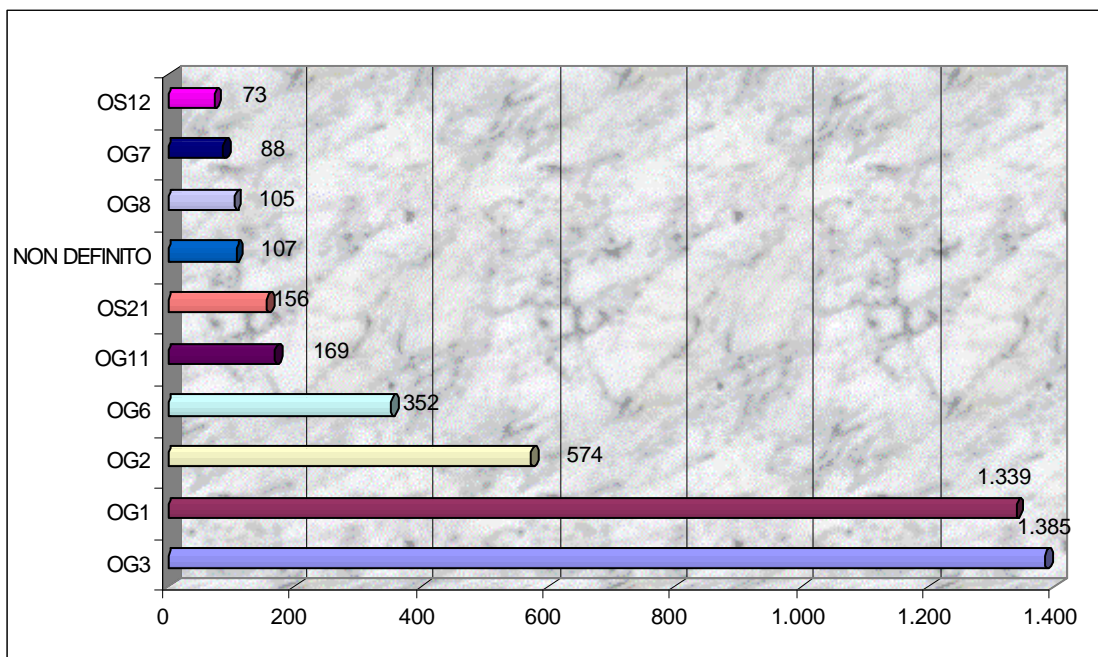 OS12 73
OG7 88
OG8 105
NON DEFINITO 107
OS21 156
OG11 169
OG6 352
OG2 574
OG1 1.339
OG3 1.385
0 200 400 600 800 1.000 1.200 1.400